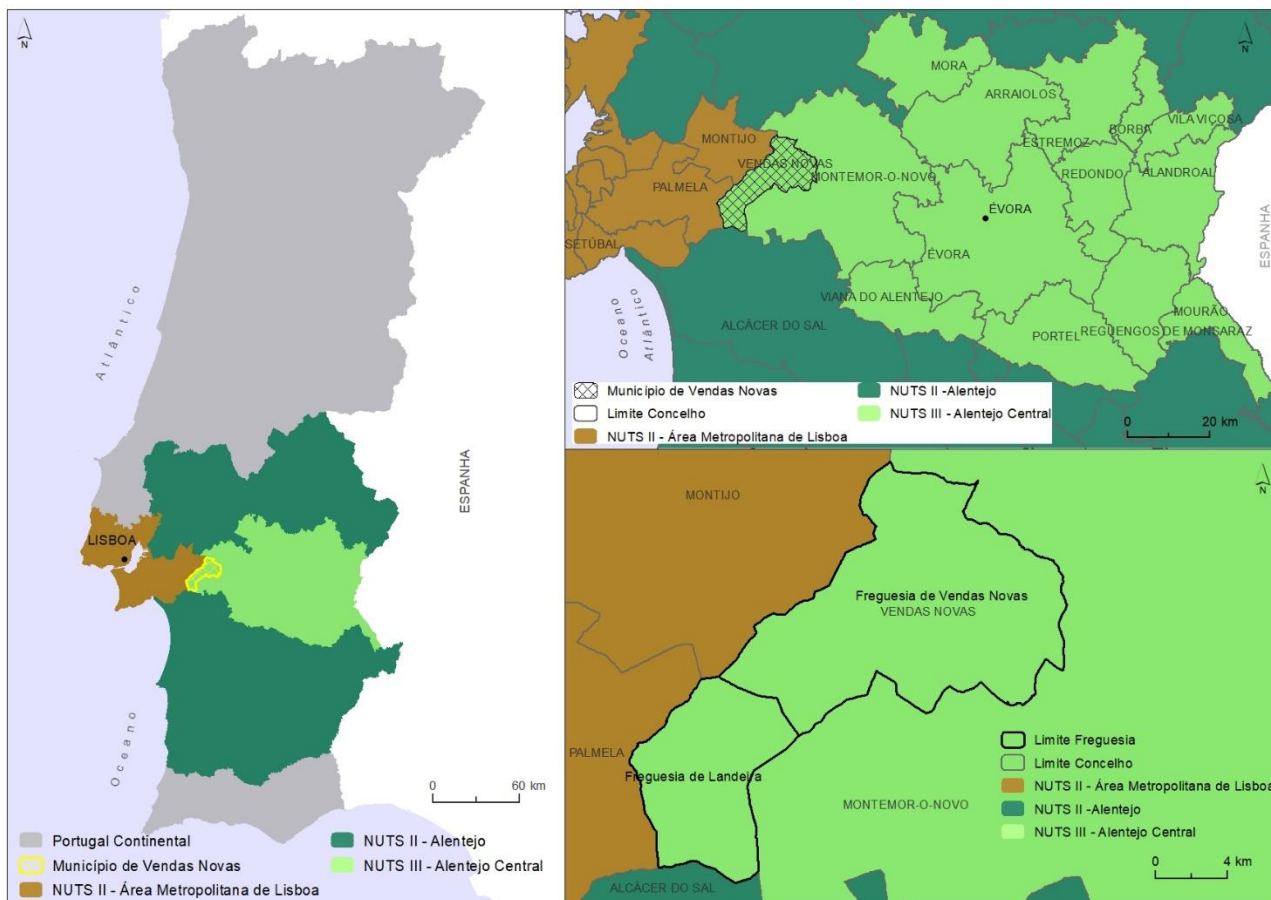 N
Atlântico
ESPANHA
LISBOA
Oceano
0 60 km
Portugal Continental
Município de Vendas Novas
NUTS II - Área Metropolitana de Lisboa
NUTS II - Alentejo
NUTS III - Alentejo Central
N
MORA
ARRAIOLOS
MONTIJO
VENDAS NOVAS
ESTREMOZ
BORBA
VILA VIÇOSA
PALMELA
MONTEMOR-O-NOVO
REDONDO
ALANDROAL
ÉVORA
SETÚBAL
ÉVORA
ESPANHA
VIANA DO ALENTEJO
Oceano
Atlântico
ALCÁCER DO SAL
PORTEL
REGUENGOS DE MONSARAZ
MOURÃO
Município de Vendas Novas
Limite Concelho
NUTS II - Área Metropolitana de Lisboa
NUTS II -Alentejo
NUTS III - Alentejo Central
0 20 km
N
MONTIJO
Freguesia de Vendas Novas
VENDAS NOVAS
PALMELA
Freguesia de Landeira
MONTEMOR-O-NOVO
ALCÁCER DO SAL
Limite Freguesia
Limite Concelho
NUTS II - Área Metropolitana de Lisboa
NUTS II -Alentejo
NUTS III - Alentejo Central
0 4 km